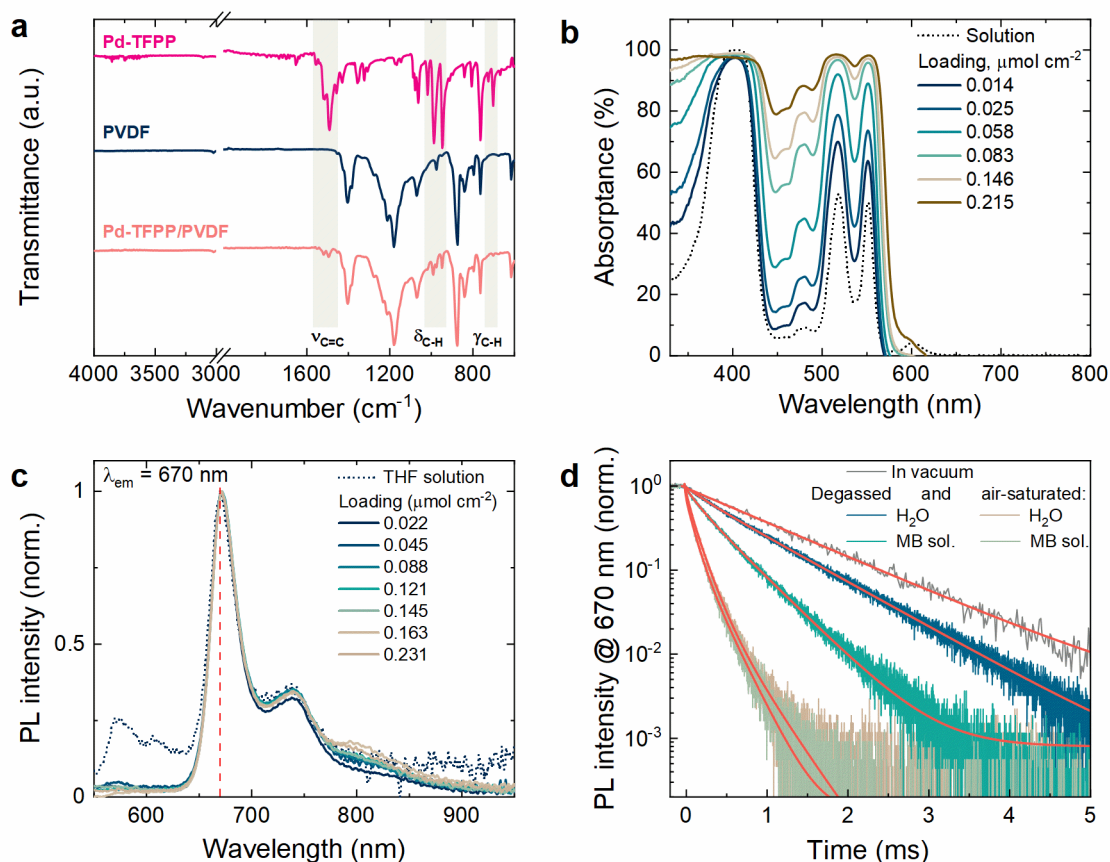 a
Pd-TFPP
PVDF
Pd-TFPP/PVDF
νC=C
δC-H
γC-H
4000 3500 3000 1600 1200 800
Wavenumber (cm-1)
Transmittance (a.u.)
b
Solution
Loading, μmol cm-2
0.014
0.025
0.058
0.083
0.146
0.215
100
80
60
40
20
0
400 500 600 700 800
Wavelength (nm)
Absorptance (%)
c
λem = 670 nm
THF solution
Loading (μmol cm-2)
0.022
0.045
0.088
0.121
0.145
0.163
0.231
1
0.5
0
600 700 800 900
Wavelength (nm)
PL intensity (norm.)
d
In vacuum
Degassed and air-saturated:
H2O H2O
MB sol. MB sol.
100
10-1
10-2
10-3
0 1 2 3 4 5
Time (ms)
PL intensity @ 670 nm (norm.)